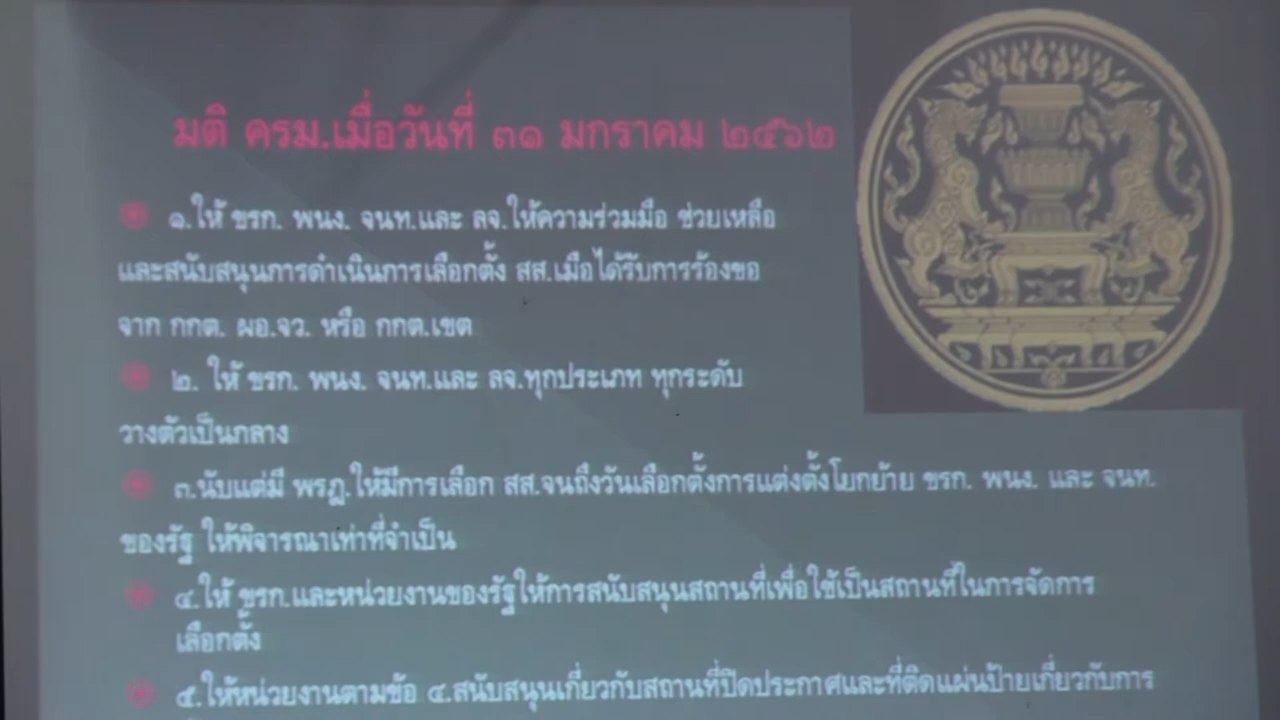 มติ ครม.เมื่อวันที่ ๓๑ มกราคม ๒๕๖๒
๑.ให้ ขรก. พนง. จนท.และ ลจ.ให้ความร่วมมือ ช่วยเหลือ
และสนับสนุนการดำเนินการเลือกตั้ง สส.เมื่อได้รับการร้องขอ
จาก กกต. ผอ.จว. หรือ กกต.เขต
๒. ให้ ขรก. พนง. จนท.และ ลจ.ทุกประเภท ทุกระดับ
วางตัวเป็นกลาง
๓.นับแต่มี พรฎ.ให้มีการเลือก สส.จนถึงวันเลือกตั้งการแต่งตั้งโยกย้าย ขรก. พนง. และ จนท.
ของรัฐ ให้พิจารณาเท่าที่จำเป็น
๔.ให้ ขรก.และหน่วยงานของรัฐให้การสนับสนุนสถานที่เพื่อใช้เป็นสถานที่ในการจัดการ
เลือกตั้ง
๕.ให้หน่วยงานตามข้อ ๔.สนับสนุนเกี่ยวกับสถานที่ปิดประกาศและที่ติดแผ่นป้ายเกี่ยวกับการ